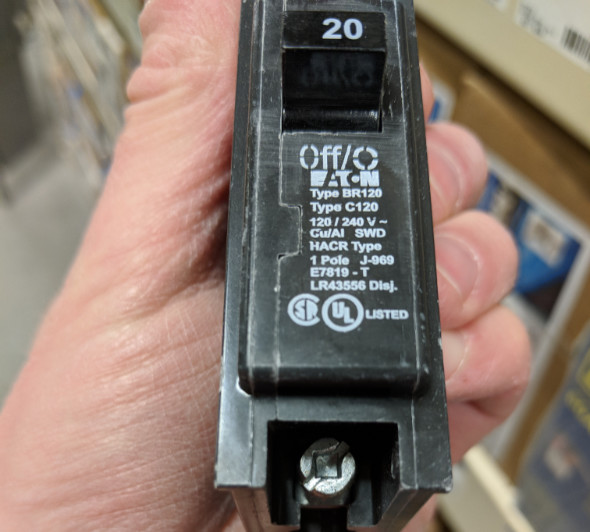 20
Off/O
EATON
Type BR120
Type C120
120 / 240 V ~
Cu/Al SWD
HACR Type
1 Pole J-969
E7819 - T
LR43556 Disj.
UL LISTED